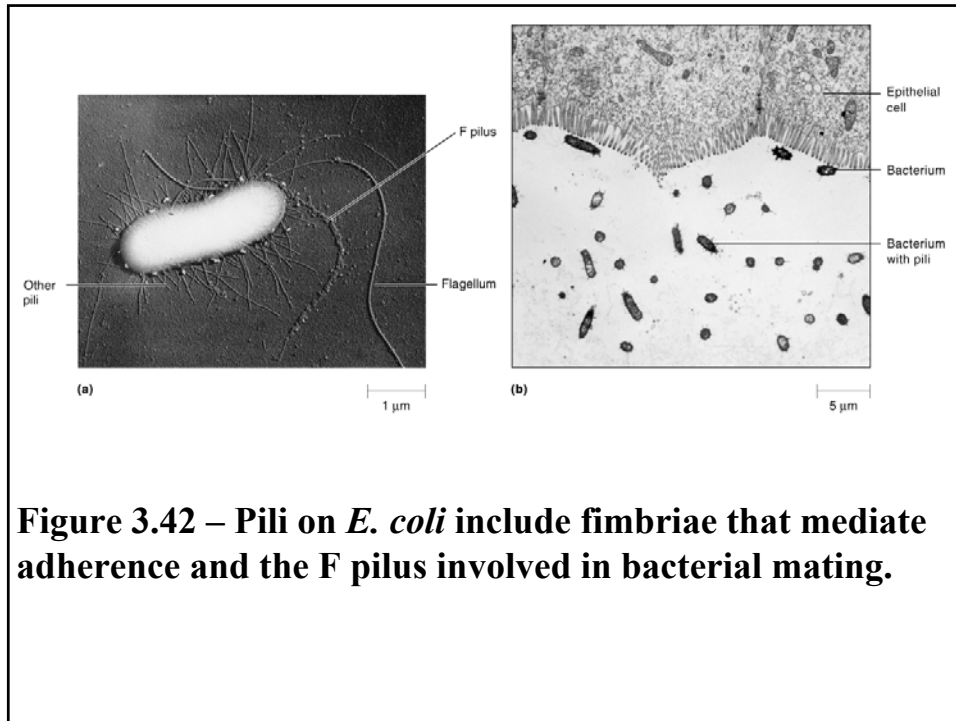 F pilus
Other
pili
Flagellum
(a)
1 μm
Epithelial
cell
Bacterium
Bacterium
with pili
(b)
5 μm
Figure 3.42 – Pili on E. coli include fimbriae that mediate
adherence and the F pilus involved in bacterial mating.